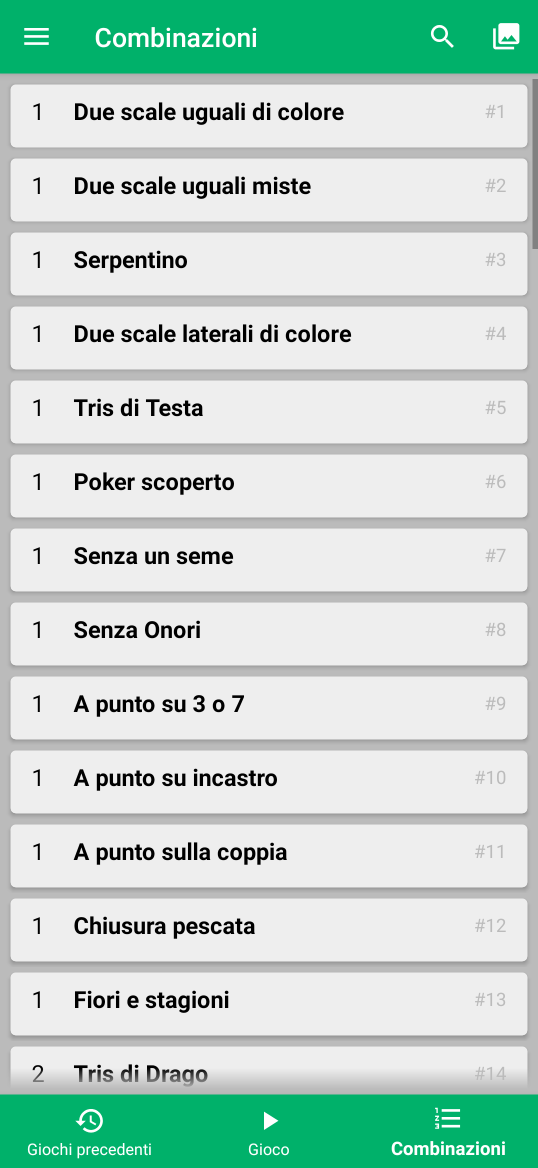 Combinazioni
1 Due scale uguali di colore #1
1 Due scale uguali miste #2
1 Serpentino #3
1 Due scale laterali di colore #4
1 Tris di Testa #5
1 Poker scoperto #6
1 Senza un seme #7
1 Senza Onori #8
1 A punto su 3 o 7 #9
1 A punto su incastro #10
1 A punto sulla coppia #11
1 Chiusura pescata #12
1 Fiori e stagioni #13
2 Tris di Drago #14
Giochi precedenti Gioco Combinazioni